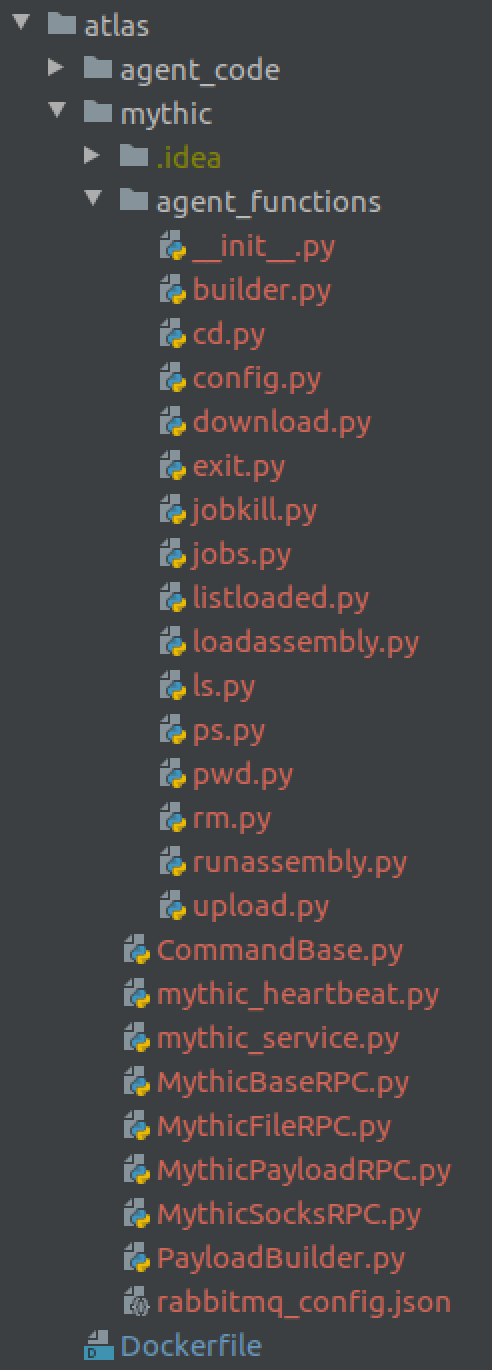 atlas
agent_code
mythic
.idea
agent_functions
__init__.py
builder.py
cd.py
config.py
download.py
exit.py
jobkill.py
jobs.py
listloaded.py
loadassembly.py
ls.py
ps.py
pwd.py
rm.py
runassembly.py
upload.py
CommandBase.py
mythic_heartbeat.py
mythic_service.py
MythicBaseRPC.py
MythicFileRPC.py
MythicPayloadRPC.py
MythicSocksRPC.py
PayloadBuilder.py
rabbitmq_config.json
D Dockerfile